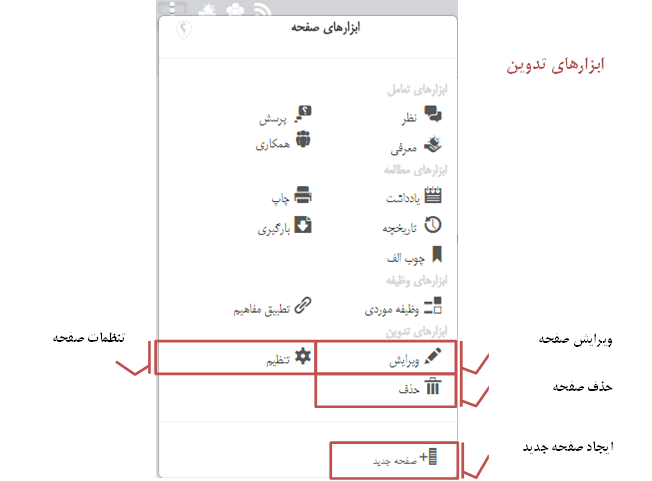 ابزارهای صفحه
؟
ابزارهای تدوین
ابزارهای تعامل
نظر
پرسش
معرفی
همکاری
ابزارهای مطالعه
یادداشت
چاپ
تاریخچه
بارگیری
چوب الف
ابزارهای وظیفه
وظیفه موردی
تطبیق مفاهیم
ابزارهای تدوین
ویرایش صفحه
ویرایش
تنظیم
تنظمات صفحه
حذف
حذف صفحه
ایجاد صفحه جدید
صفحه جدید